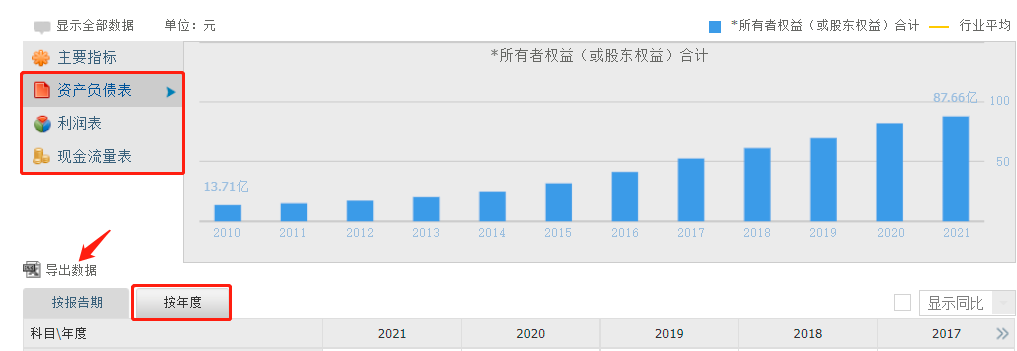 显示全部数据 单位：元 *所有者权益（或股东权益）合计 行业平均
主要指标
资产负债表
利润表
现金流量表
*所有者权益（或股东权益）合计
87.66亿
100
50
13.71亿
2010 2011 2012 2013 2014 2015 2016 2017 2018 2019 2020 2021
导出数据
按报告期 按年度 显示同比
科目\年度 2021 2020 2019 2018 2017 »